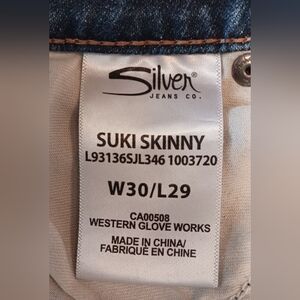 Silver®
JEANS CO.
SUKI SKINNY
L93136SJL346 1003720
W30/L29
CA00508
WESTERN GLOVE WORKS
MADE IN CHINA/
FABRIQUÉ EN CHINE